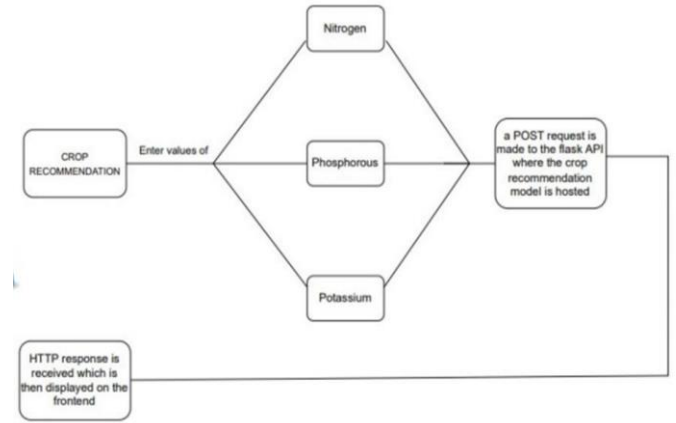 Nitrogen
CROP
RECOMMENDATION
Enter values of
Phosphorous
a POST request is
made to the flask API
where the crop
recommendation
model is hosted
Potassium
HTTP response is
received which is
then displayed on the
frontend